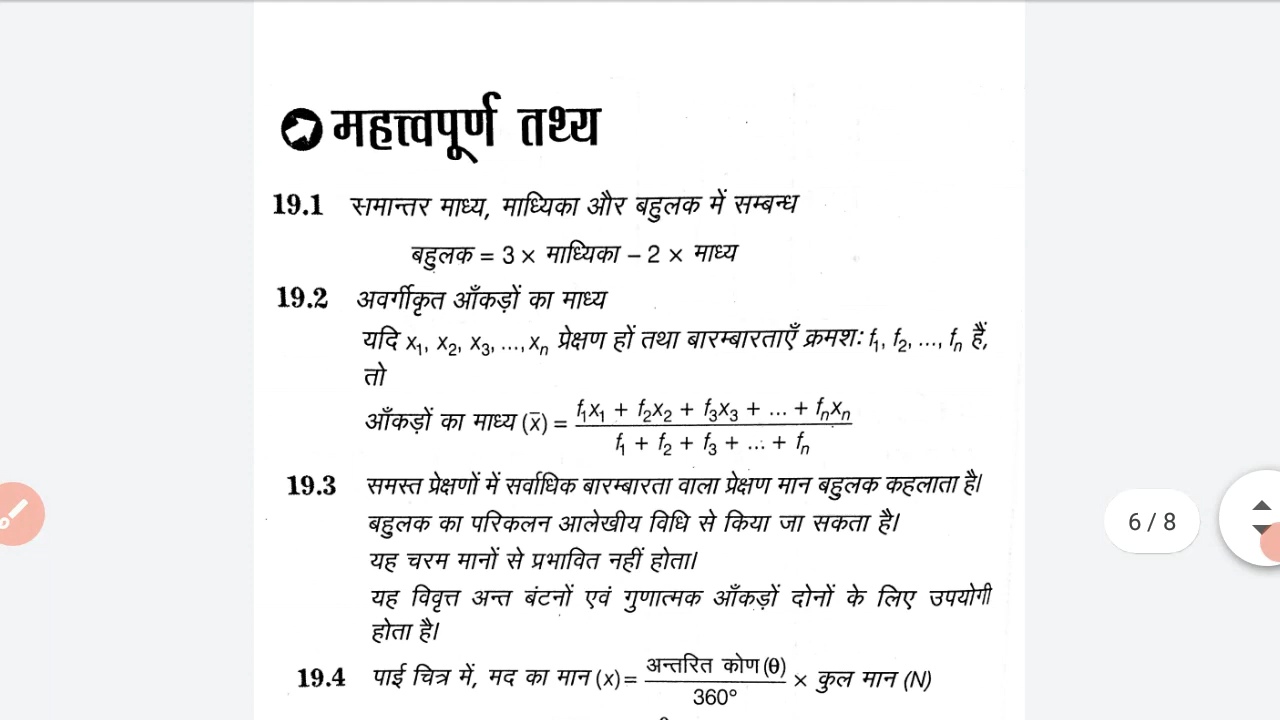 महत्त्वपूर्ण तथ्य
19.1 समान्तर माध्य, माध्यिका और बहुलक में सम्बन्ध
बहुलक = 3 × माध्यिका – 2 × माध्य
19.2 अवर्गीकृत आँकड़ों का माध्य
यदि x₁, x₂, x₃, ..., xₙ प्रेक्षण हों तथा बारम्बारताएँ क्रमश: f₁, f₂, ..., fₙ हैं,
तो
आँकड़ों का माध्य (x̅) = (f₁x₁ + f₂x₂ + f₃x₃ + ... + fₙxₙ) / (f₁ + f₂ + f₃ + ... + fₙ)
19.3 समस्त प्रेक्षणों में सर्वाधिक बारम्बारता वाला प्रेक्षण मान बहुलक कहलाता है।
बहुलक का परिकलन आलेखीय विधि से किया जा सकता है।
यह चरम मानों से प्रभावित नहीं होता।
यह विवृत्त अन्त बंटनों एवं गुणात्मक आँकड़ों दोनों के लिए उपयोगी
होता है।
19.4 पाई चित्र में, मद का मान (x) = अन्तरित कोण (θ) / 360° × कुल मान (N)
6 / 8